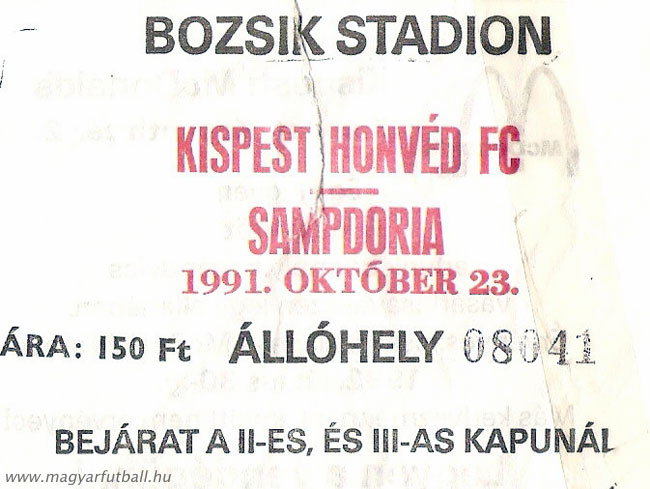 BOZSIK STADION
KISPEST HONVÉD FC
—
SAMPDORIA
1991. OKTÓBER 23.
ÁRA: 150 Ft ÁLLÓHELY 08041
BEJÁRAT A II-ES, ÉS III-AS KAPUNÁL
www.magyarfutball.hu